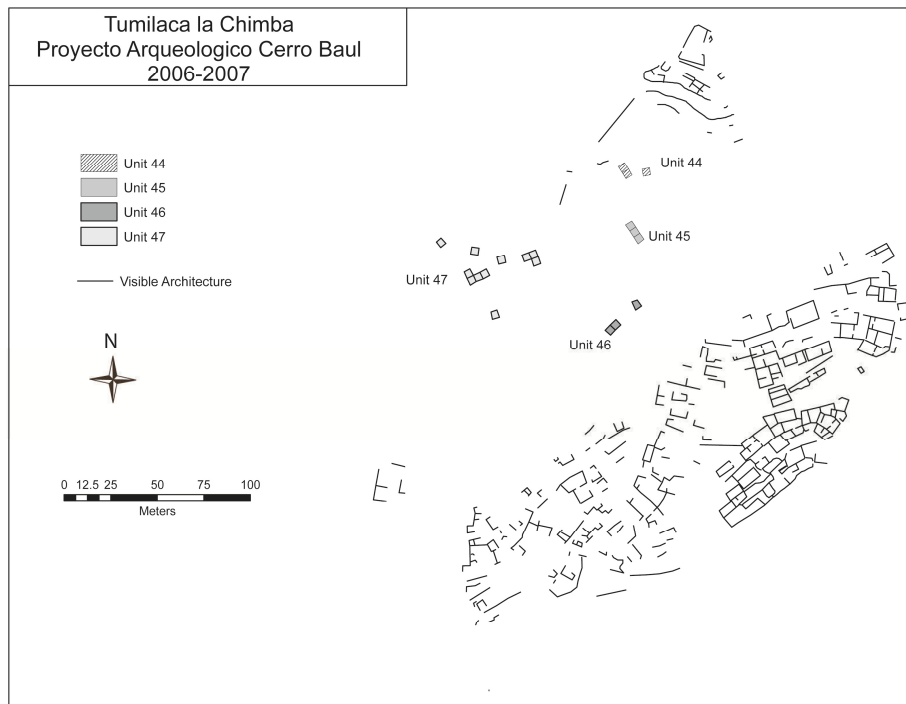 Tumilaca la Chimba
Proyecto Arqueologico Cerro Baul
2006-2007
Unit 44
Unit 45
Unit 46
Unit 47
Visible Architecture
N
0 12.5 25 50 75 100
Meters
Unit 44
Unit 45
Unit 47
Unit 46